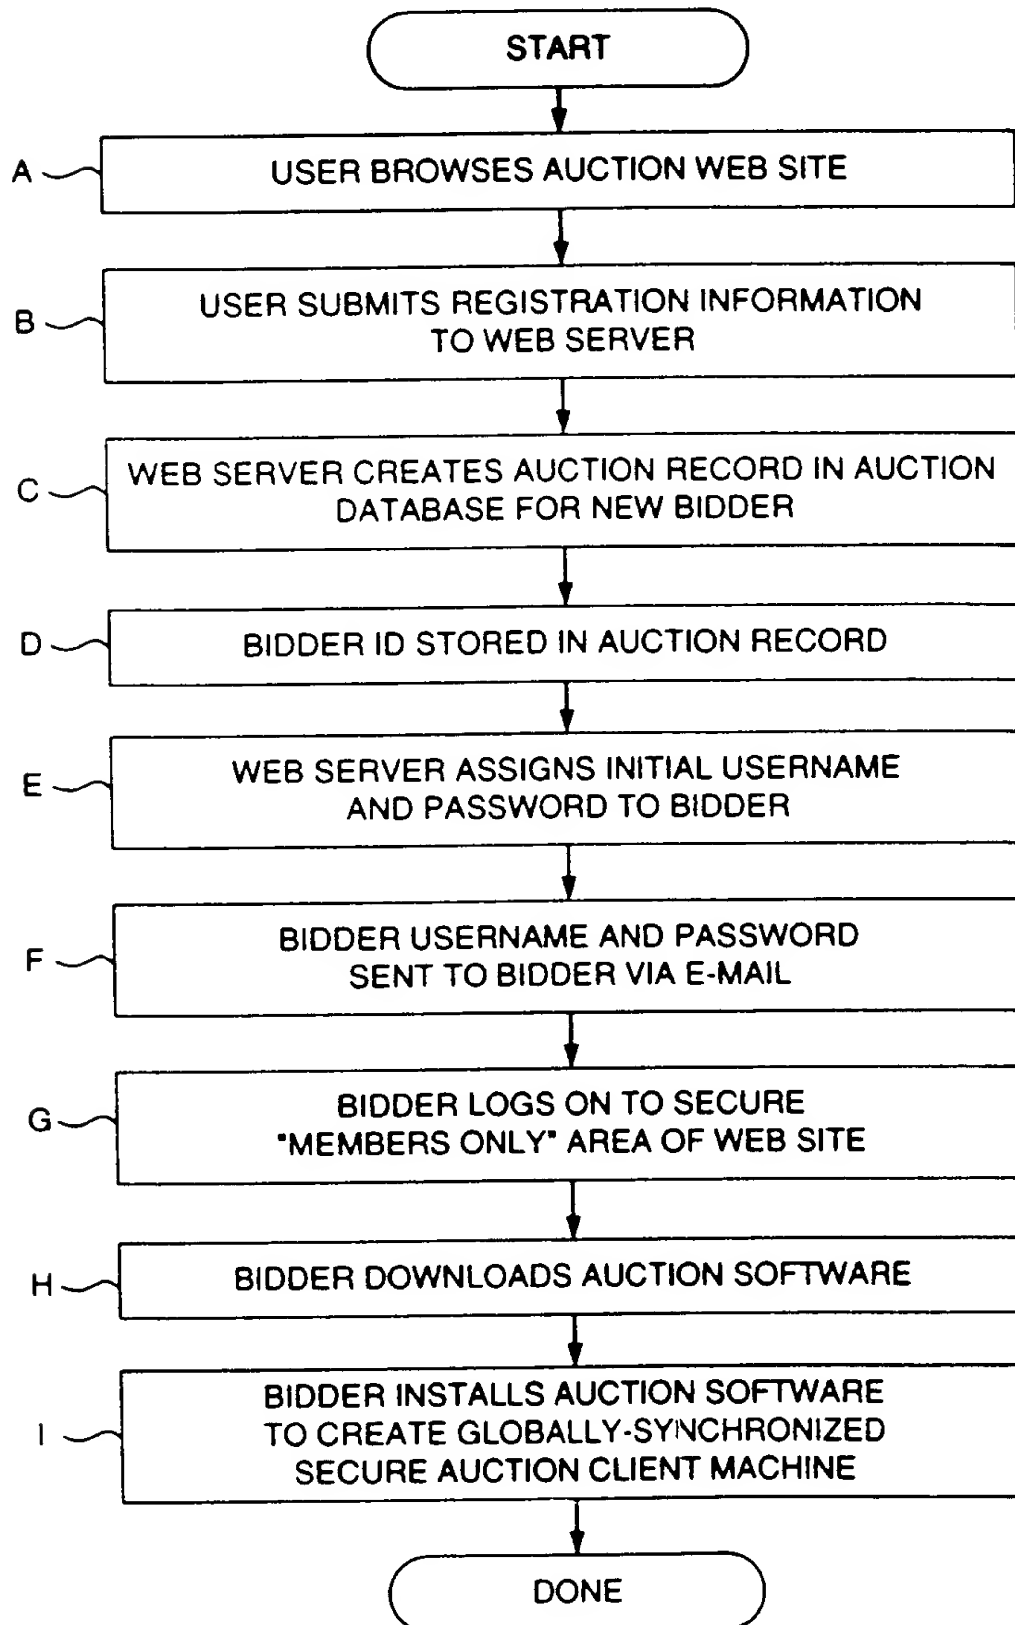 START
A
USER BROWSES AUCTION WEB SITE
B
USER SUBMITS REGISTRATION INFORMATION
TO WEB SERVER
C
WEB SERVER CREATES AUCTION RECORD IN AUCTION
DATABASE FOR NEW BIDDER
D
BIDDER ID STORED IN AUCTION RECORD
E
WEB SERVER ASSIGNS INITIAL USERNAME
AND PASSWORD TO BIDDER
F
BIDDER USERNAME AND PASSWORD
SENT TO BIDDER VIA E-MAIL
G
BIDDER LOGS ON TO SECURE
"MEMBERS ONLY" AREA OF WEB SITE
H
BIDDER DOWNLOADS AUCTION SOFTWARE
I
BIDDER INSTALLS AUCTION SOFTWARE
TO CREATE GLOBALLY-SYNCHRONIZED
SECURE AUCTION CLIENT MACHINE
DONE